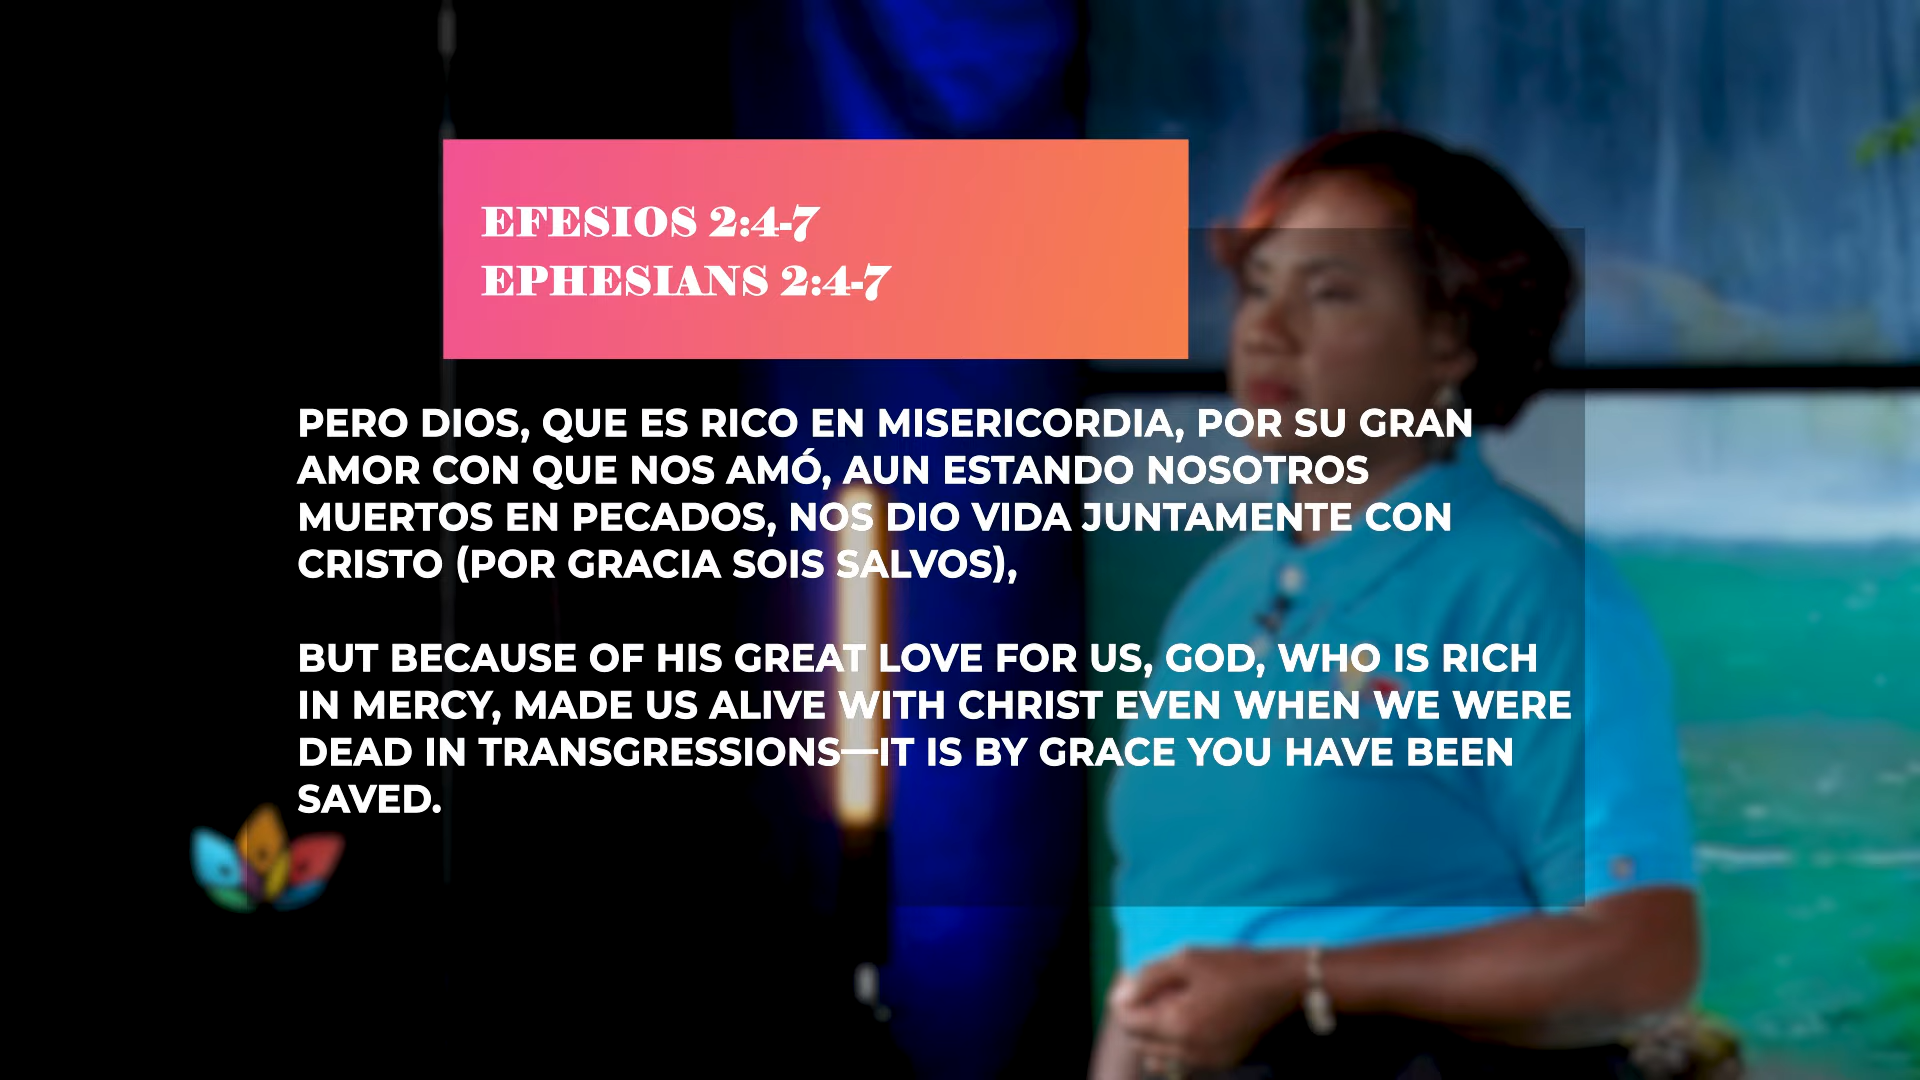 EFESIOS 2:4-7
EPHESIANS 2:4-7
PERO DIOS, QUE ES RICO EN MISERICORDIA, POR SU GRAN
AMOR CON QUE NOS AMÓ, AUN ESTANDO NOSOTROS
MUERTOS EN PECADOS, NOS DIO VIDA JUNTAMENTE CON
CRISTO (POR GRACIA SOIS SALVOS),
BUT BECAUSE OF HIS GREAT LOVE FOR US, GOD, WHO IS RICH
IN MERCY, MADE US ALIVE WITH CHRIST EVEN WHEN WE WERE
DEAD IN TRANSGRESSIONS—IT IS BY GRACE YOU HAVE BEEN
SAVED.